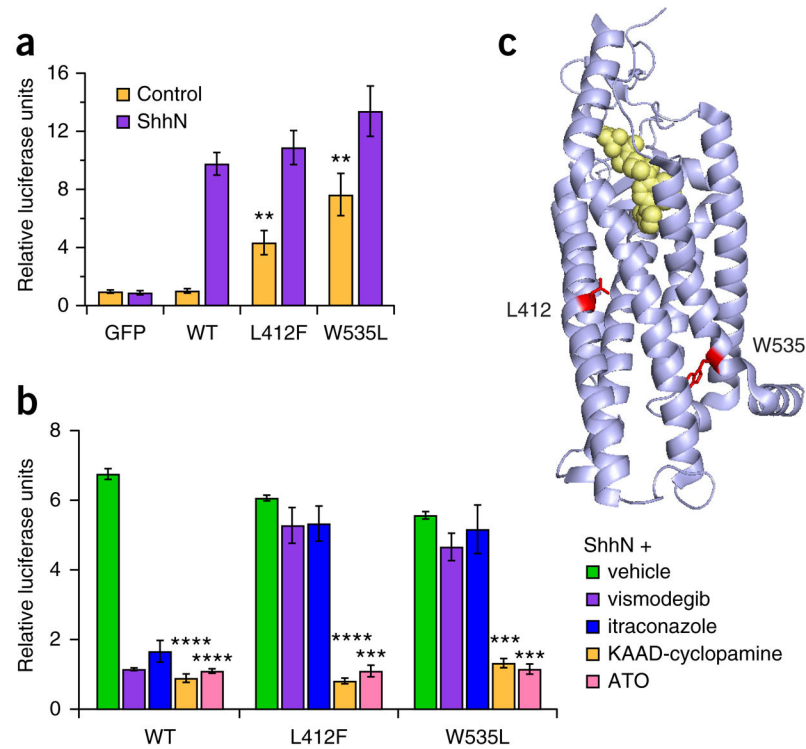 a
Relative luciferase units
16
12
8
4
0
Control
ShhN
**
**
GFP WT L412F W535L
b
Relative luciferase units
8
6
4
2
0
****
****
****
***
***
***
WT L412F W535L
c
L412
W535
ShhN +
vehicle
vismodegib
itraconazole
KAAD-cyclopamine
ATO